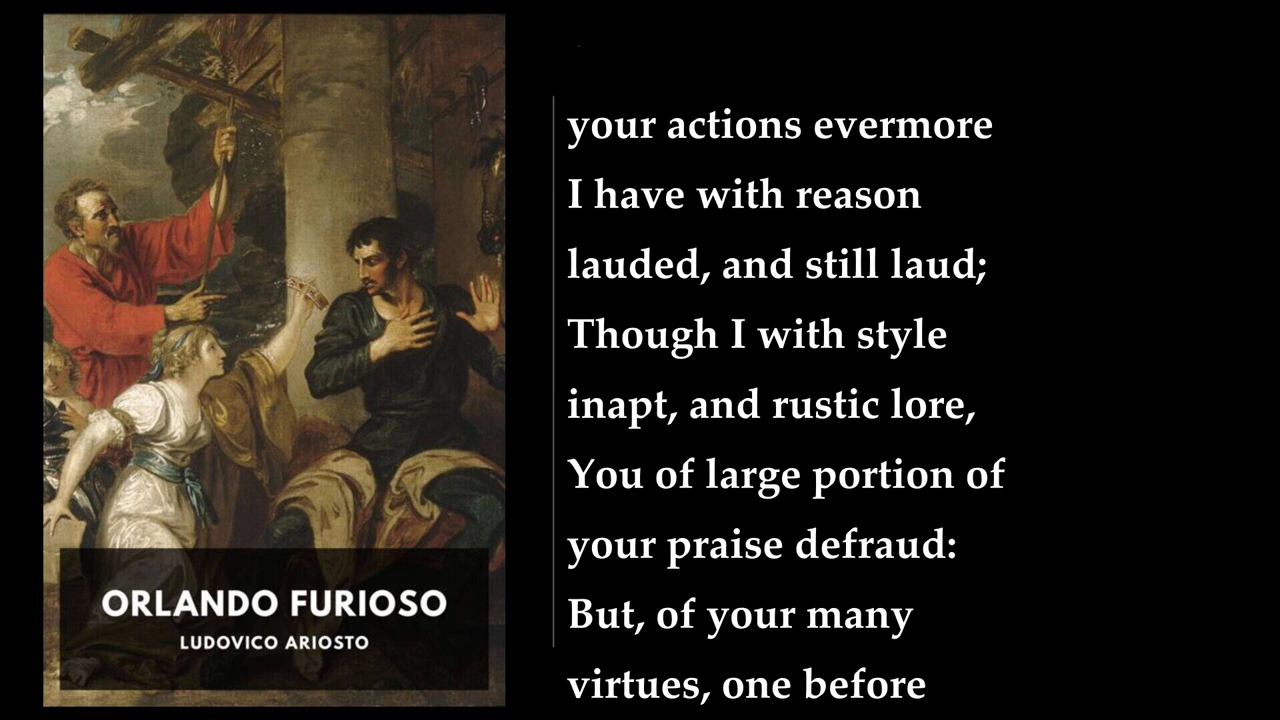 ORLANDO FURIOSO
LUDOVICO ARIOSTO
your actions evermore
I have with reason
lauded, and still laud;
Though I with style
inapt, and rustic lore,
You of large portion of
your praise defraud:
But, of your many
virtues, one before